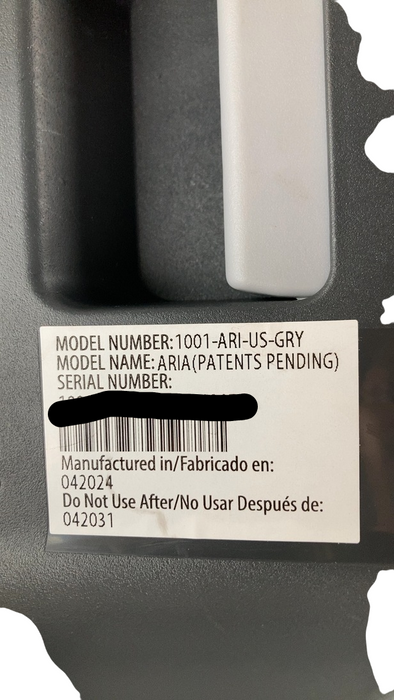 MODEL NUMBER: 1001-ARI-US-GRY
MODEL NAME: ARIA (PATENTS PENDING)
SERIAL NUMBER:
Manufactured in/Fabricado en:
042024
Do Not Use After/No Usar Después de:
042031